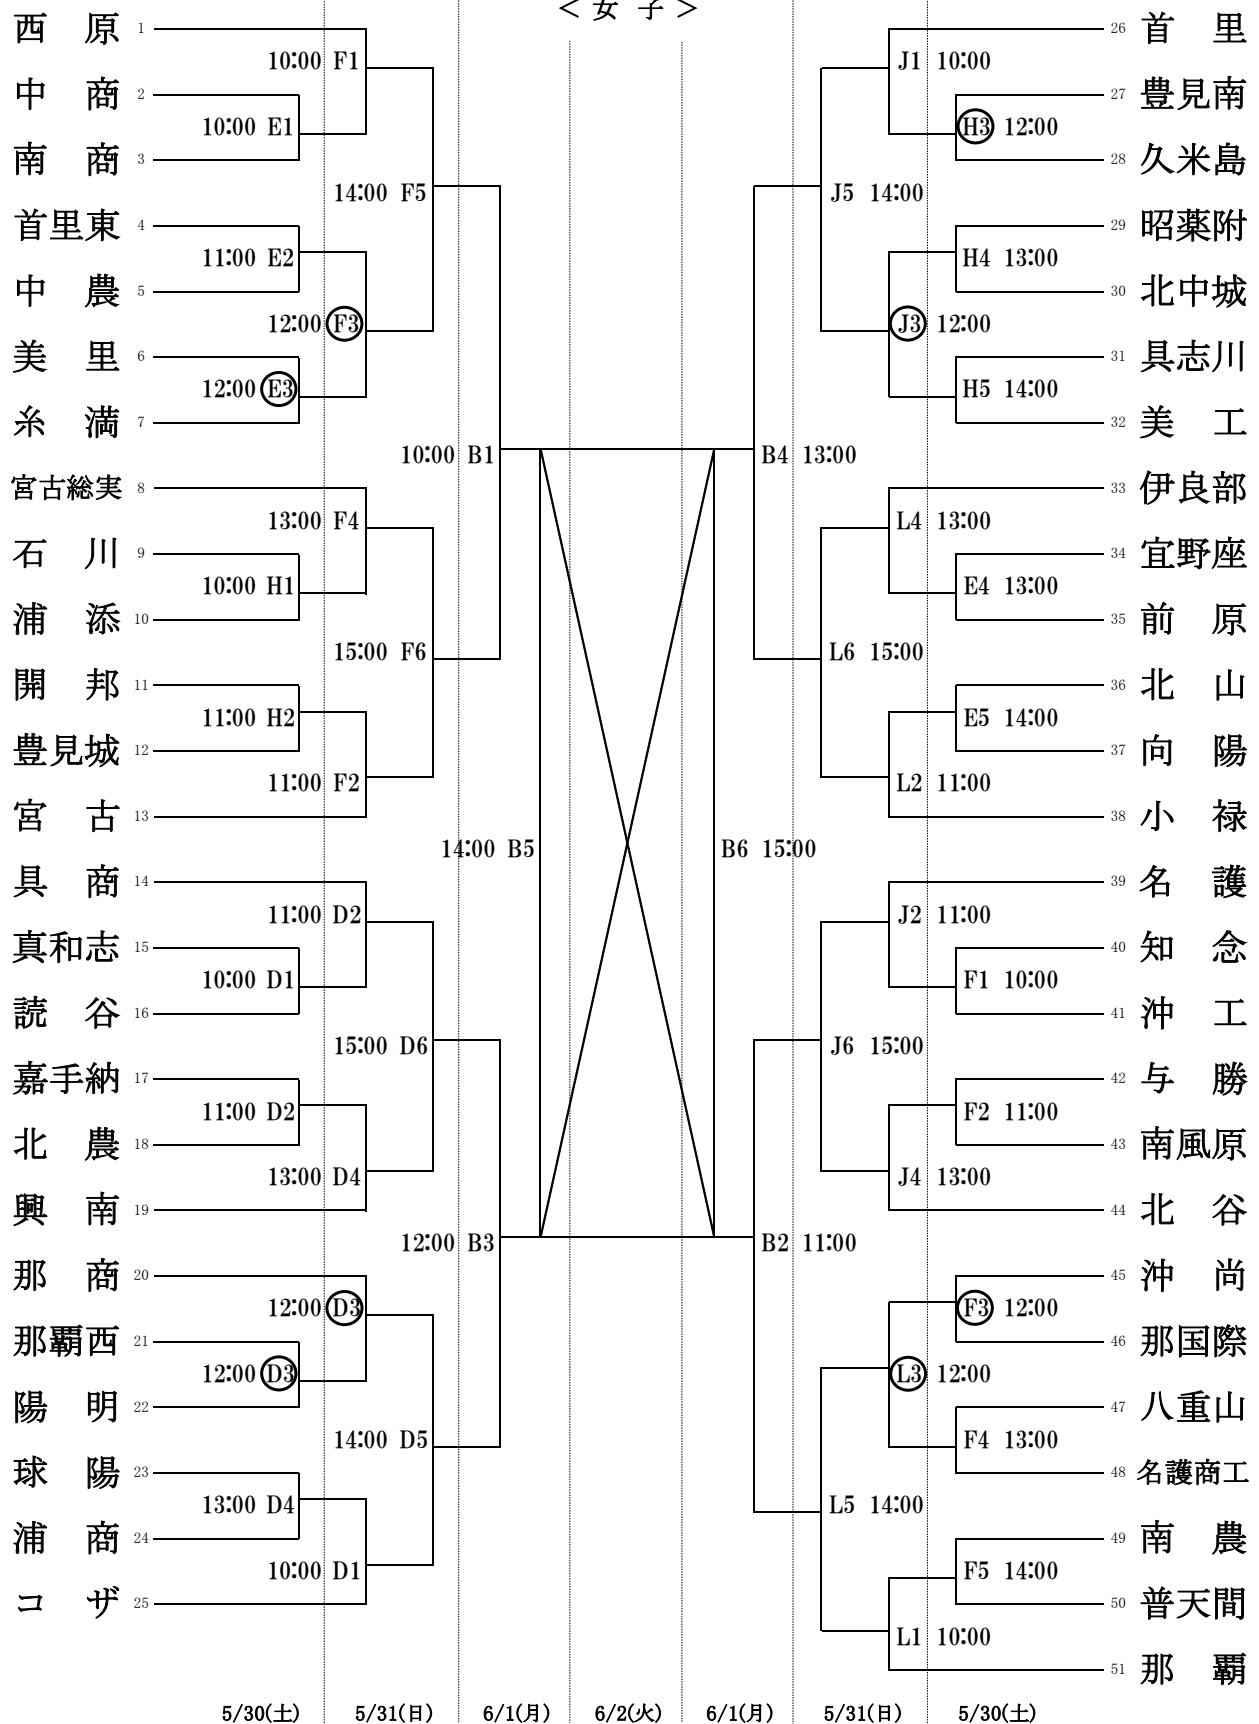 ＜ 女 子 ＞
西 原 1
10:00 F1
中 商 2
10:00 E1
南 商 3
14:00 F5
首里東 4
11:00 E2
中 農 5
12:00 F3
美 里 6
12:00 E3
糸 満 7
10:00 B1
宮古総実 8
13:00 F4
石 川 9
10:00 H1
浦 添 10
15:00 F6
開 邦 11
11:00 H2
豊見城 12
11:00 F2
宮 古 13
14:00 B5
具 商 14
11:00 D2
真和志 15
10:00 D1
読 谷 16
15:00 D6
嘉手納 17
11:00 D2
北 農 18
13:00 D4
興 南 19
12:00 B3
那 商 20
12:00 D3
那覇西 21
12:00 D3
陽 明 22
14:00 D5
球 陽 23
13:00 D4
浦 商 24
10:00 D1
コ ザ 25
26 首 里
J1 10:00
27 豊見南
H3 12:00
28 久米島
J5 14:00
29 昭薬附
H4 13:00
30 北中城
J3 12:00
31 具志川
H5 14:00
32 美 工
B4 13:00
33 伊良部
L4 13:00
34 宜野座
E4 13:00
35 前 原
L6 15:00
36 北 山
E5 14:00
37 向 陽
L2 11:00
38 小 禄
B6 15:00
39 名 護
J2 11:00
40 知 念
F1 10:00
41 沖 工
J6 15:00
42 与 勝
F2 11:00
43 南風原
J4 13:00
44 北 谷
B2 11:00
45 沖 尚
F3 12:00
46 那国際
L3 12:00
47 八重山
F4 13:00
48 名護商工
L5 14:00
49 南 農
F5 14:00
50 普天間
L1 10:00
51 那 覇
5/30(土) 5/31(日) 6/1(月) 6/2(火) 6/1(月) 5/31(日) 5/30(土)